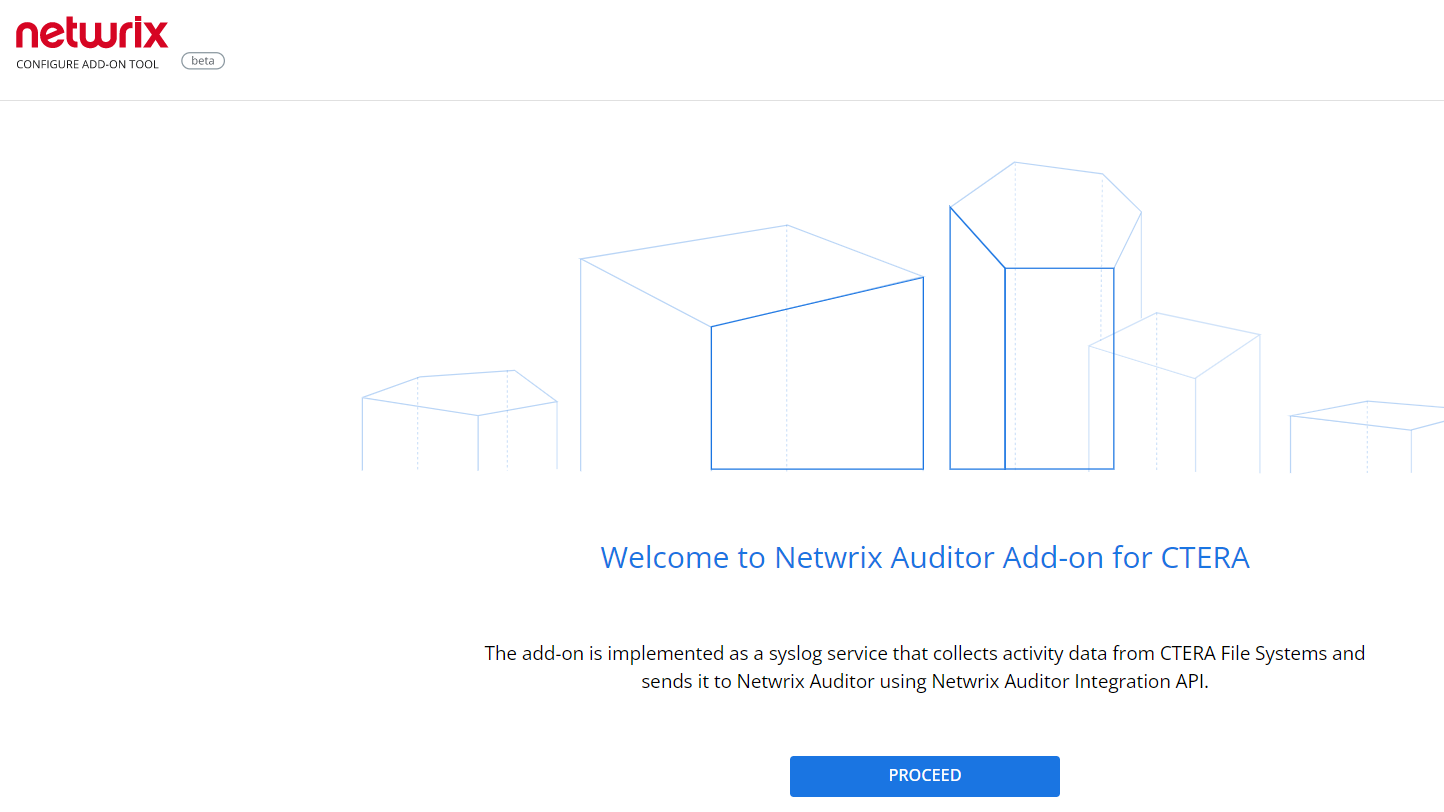 netwrix
CONFIGURE ADD-ON TOOL
beta
Welcome to Netwrix Auditor Add-on for CTERA
The add-on is implemented as a syslog service that collects activity data from CTERA File Systems and
sends it to Netwrix Auditor using Netwrix Auditor Integration API.
PROCEED